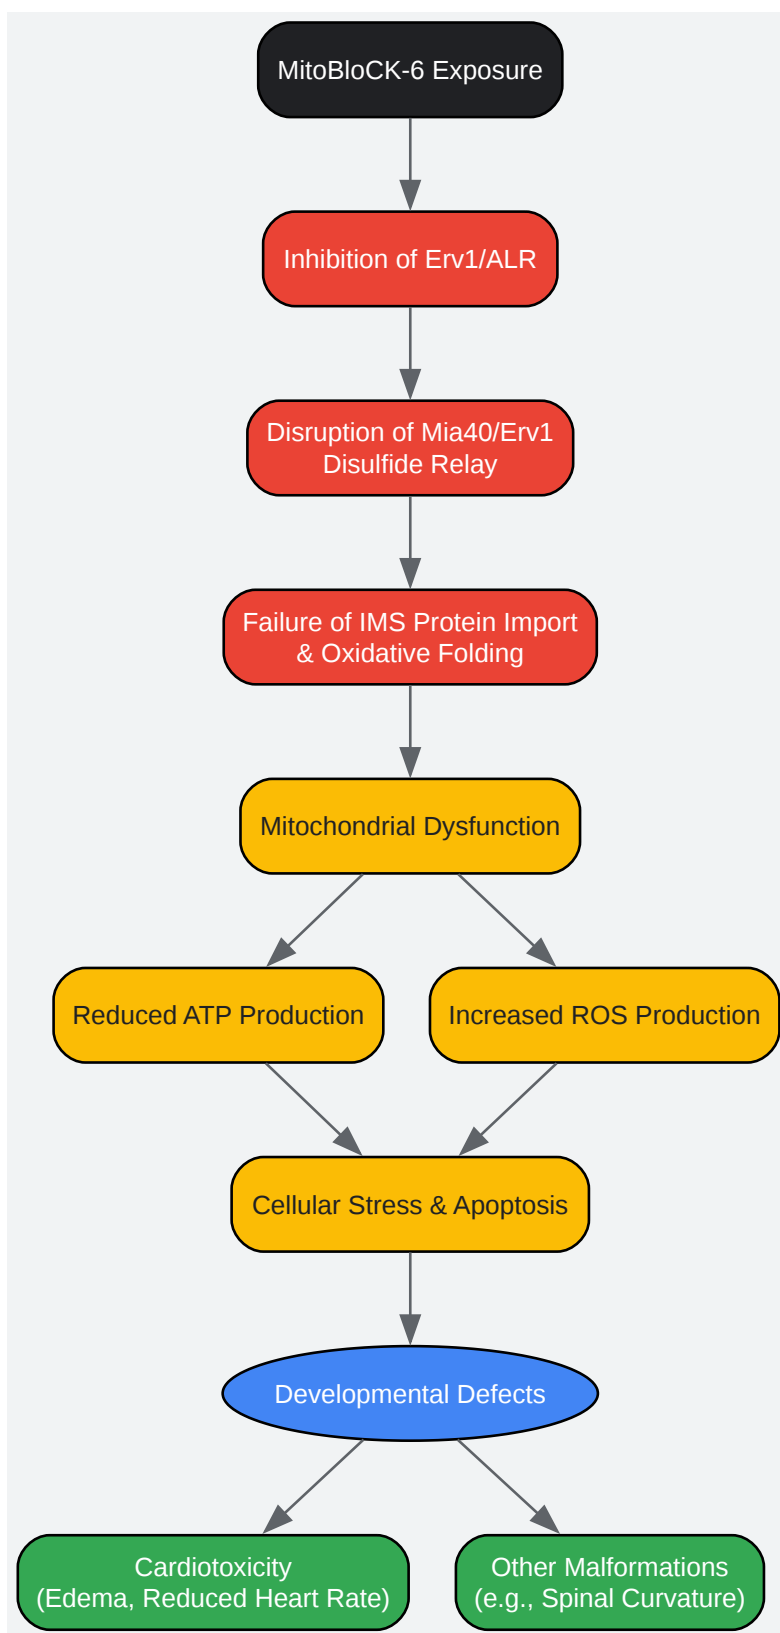 MitoBloCK-6 Exposure
Inhibition of Erv1/ALR
Disruption of Mia40/Erv1
Disulfide Relay
Failure of IMS Protein Import
& Oxidative Folding
Mitochondrial Dysfunction
Reduced ATP Production
Increased ROS Production
Cellular Stress & Apoptosis
Developmental Defects
Cardiotoxicity
(Edema, Reduced Heart Rate)
Other Malformations
(e.g., Spinal Curvature)